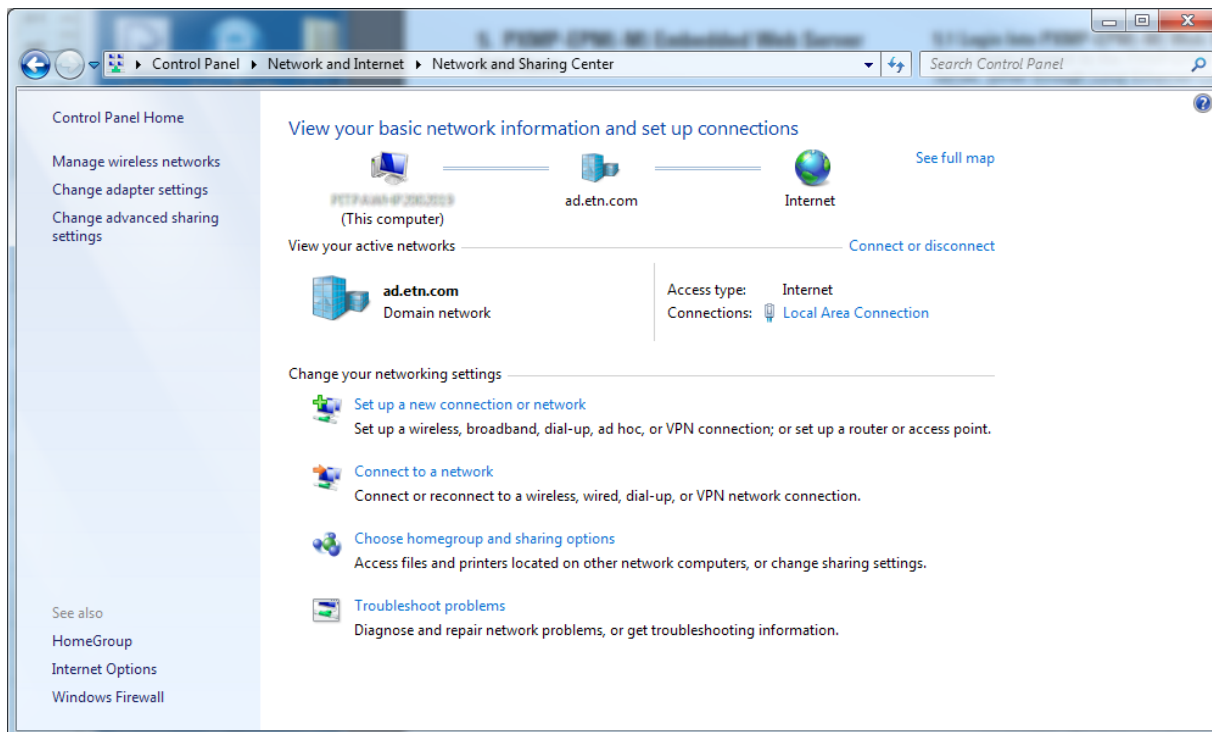 5. PXMP-EPMI-MI Embedded Web Server
Control Panel Network and Internet Network and Sharing Center
Search Control Panel
Control Panel Home
Manage wireless networks
Change adapter settings
Change advanced sharing
settings
See also
HomeGroup
Internet Options
Windows Firewall
View your basic network information and set up connections
See full map
ad.etn.com
Internet
(This computer)
View your active networks
Connect or disconnect
ad.etn.com
Domain network
Access type: Internet
Connections: Local Area Connection
Change your networking settings
Set up a new connection or network
Set up a wireless, broadband, dial-up, ad hoc, or VPN connection; or set up a router or access point.
Connect to a network
Connect or reconnect to a wireless, wired, dial-up, or VPN network connection.
Choose homegroup and sharing options
Access files and printers located on other network computers, or change sharing settings.
Troubleshoot problems
Diagnose and repair network problems, or get troubleshooting information.